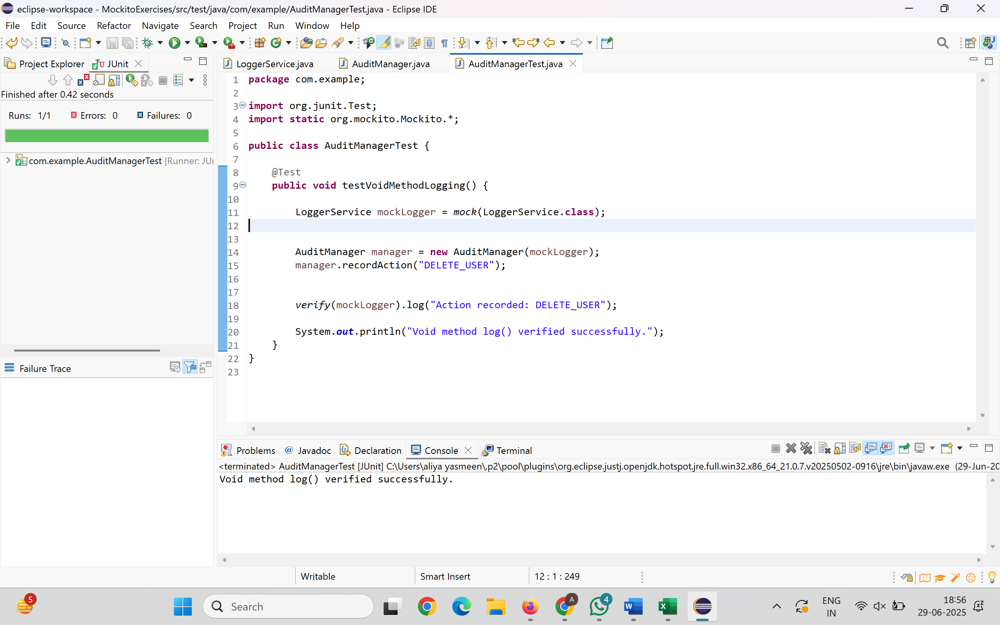 eclipse-workspace - MockitoExercises/src/test/java/com/example/AuditManagerTest.java - Eclipse IDE
File Edit Source Refactor Navigate Search Project Run Window Help
Project Explorer JUnit
Finished after 0.42 seconds
Runs: 1/1 Errors: 0 Failures: 0
com.example.AuditManagerTest [Runner: JUn
Failure Trace
LoggerService.java AuditManager.java AuditManagerTest.java
1 package com.example;
2
3 import org.junit.Test;
4 import static org.mockito.Mockito.*;
5
6 public class AuditManagerTest {
7
8 @Test
9 public void testVoidMethodLogging() {
10
11 LoggerService mockLogger = mock(LoggerService.class);
12
13
14 AuditManager manager = new AuditManager(mockLogger);
15 manager.recordAction("DELETE_USER");
16
17
18 verify(mockLogger).log("Action recorded: DELETE_USER");
19
20 System.out.println("Void method log() verified successfully.");
21 }
22 }
23
Problems @ Javadoc Declaration Console Terminal
<terminated> AuditManagerTest [JUnit] C:\Users\aliya yasmeen\.p2\pool\plugins\org.eclipse.justj.openjdk.hotspot.jre.full.win32.x86_64_21.0.7.v20250502-0916\jre\bin\javaw.exe (29-Jun-20
Void method log() verified successfully.
Writable Smart Insert 12 : 1 : 249
5 Search A 4 ENG 18:56
IN 29-06-2025